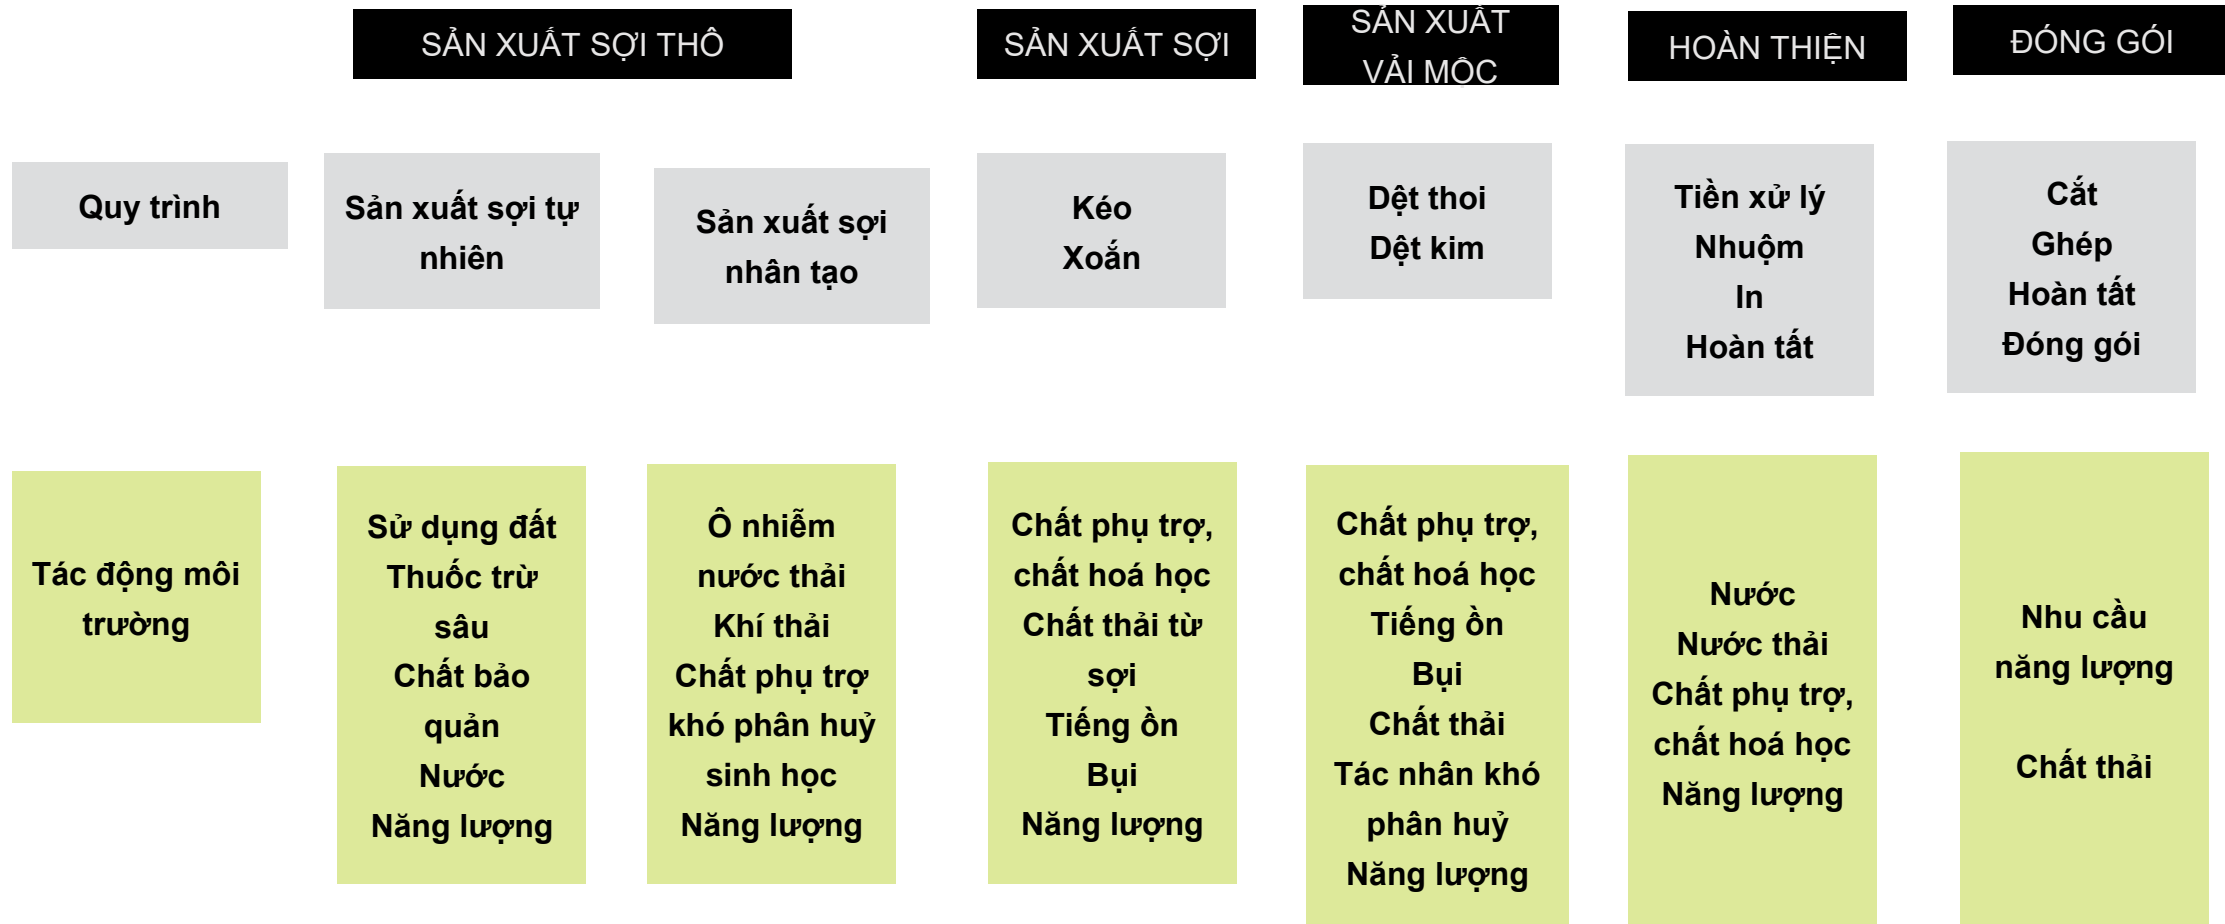 SẢN XUẤT SỢI THÔ
SẢN XUẤT SỢI
SẢN XUẤT
VẢI MỘC
HOÀN THIỆN
ĐÓNG GÓI
Quy trình
Sản xuất sợi tự
nhiên
Sản xuất sợi
nhân tạo
Kéo
Xoắn
Dệt thoi
Dệt kim
Tiền xử lý
Nhuộm
In
Hoàn tất
Cắt
Ghép
Hoàn tất
Đóng gói
Tác động môi
trường
Sử dụng đất
Thuốc trừ
sâu
Chất bảo
quản
Nước
Năng lượng
Ô nhiễm
nước thải
Khí thải
Chất phụ trợ
khó phân huỷ
sinh học
Năng lượng
Chất phụ trợ,
chất hoá học
Chất thải từ
sợi
Tiếng ồn
Bụi
Năng lượng
Chất phụ trợ,
chất hoá học
Tiếng ồn
Bụi
Chất thải
Tác nhân khó
phân huỷ
Năng lượng
Nước
Nước thải
Chất phụ trợ,
chất hoá học
Năng lượng
Nhu cầu
năng lượng
Chất thải